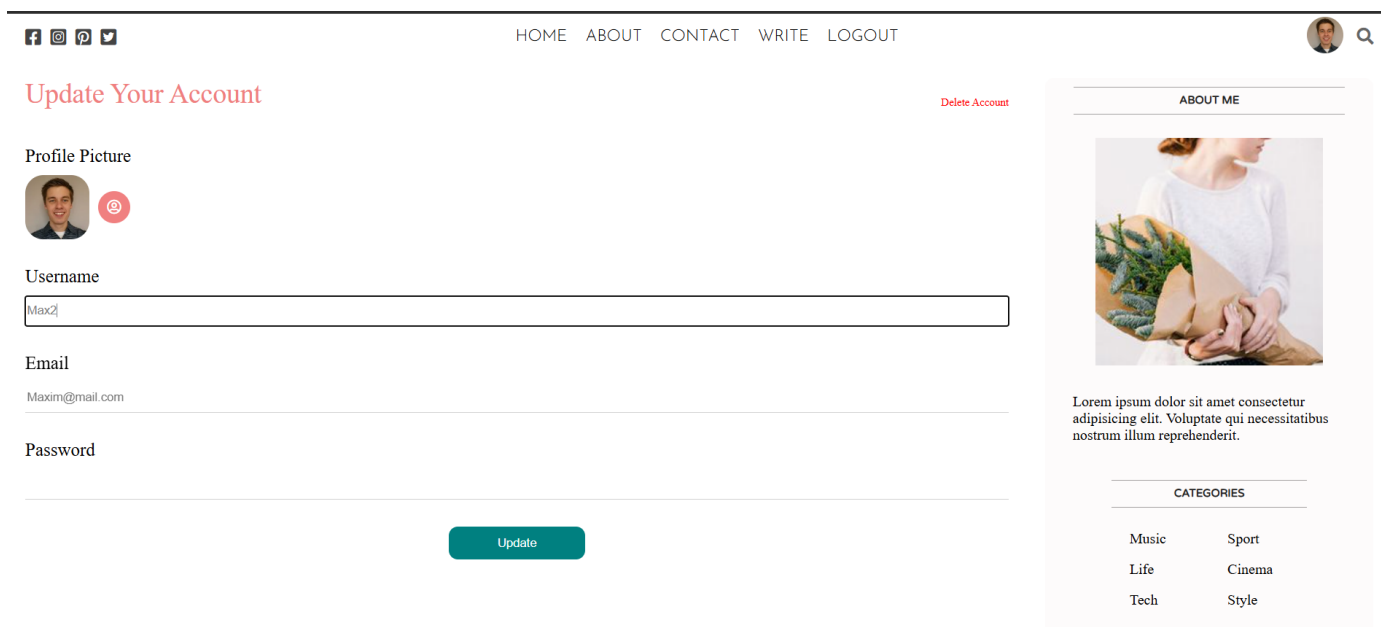 HOME ABOUT CONTACT WRITE LOGOUT
Update Your Account
Delete Account
Profile Picture
Username
Max2
Email
Maxim@mail.com
Password
Update
ABOUT ME
Lorem ipsum dolor sit amet consectetur
adipisicing elit. Voluptate qui necessitatibus
nostrum illum reprehenderit.
CATEGORIES
Music Sport
Life Cinema
Tech Style